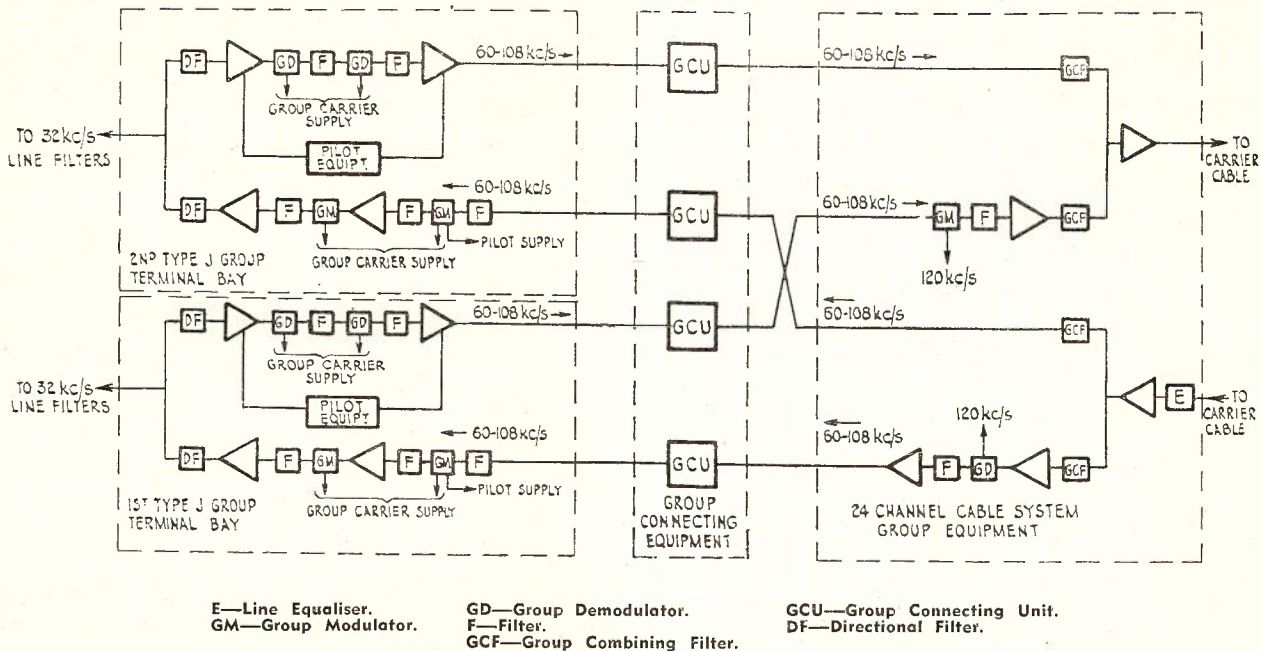 DF
GD
F
GD
F
60-108 kc/s →
GCU
60-108 kc/s →
GCF
GROUP CARRIER
SUPPLY
TO 32 kc/s
LINE FILTERS
PILOT
EQUIPT.
TO
CARRIER
CABLE
← 60-108 kc/s
DF
F
GM
F
GM
F
GCU
60-108 kc/s →
GM
F
GCF
PILOT SUPPLY
GROUP CARRIER SUPPLY
2ND TYPE J GROUP
TERMINAL BAY
120 kc/s
DF
GD
F
GD
F
60-108 kc/s →
GCU
←
60-108 kc/s
GCF
GROUP CARRIER
SUPPLY
TO 32 kc/s
LINE FILTERS
PILOT
EQUIPT.
E
TO
CARRIER
CABLE
← 60-108 kc/s
←
60-108 kc/s
120 kc/s
DF
F
GM
F
GM
F
GCU
F
GD
GCF
PILOT SUPPLY
GROUP CARRIER SUPPLY
1ST TYPE J GROUP
TERMINAL BAY
GROUP
CONNECTING
EQUIPMENT
24 CHANNEL CABLE SYSTEM
GROUP EQUIPMENT
E—Line Equaliser.
GM—Group Modulator.
GD—Group Demodulator.
F—Filter.
GCF—Group Combining Filter.
GCU—Group Connecting Unit.
DF—Directional Filter.